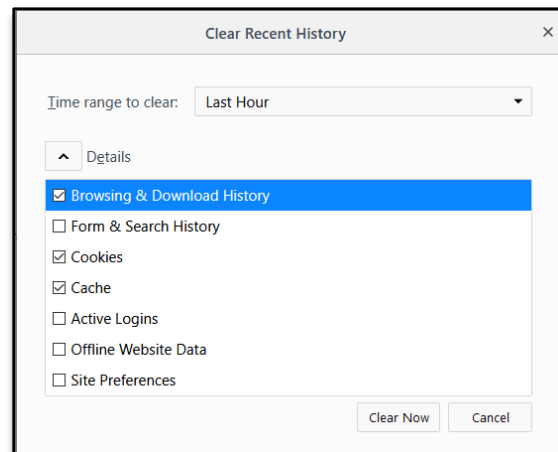 Clear Recent History
Time range to clear: Last Hour
Details
Browsing & Download History
Form & Search History
Cookies
Cache
Active Logins
Offline Website Data
Site Preferences
Clear Now Cancel